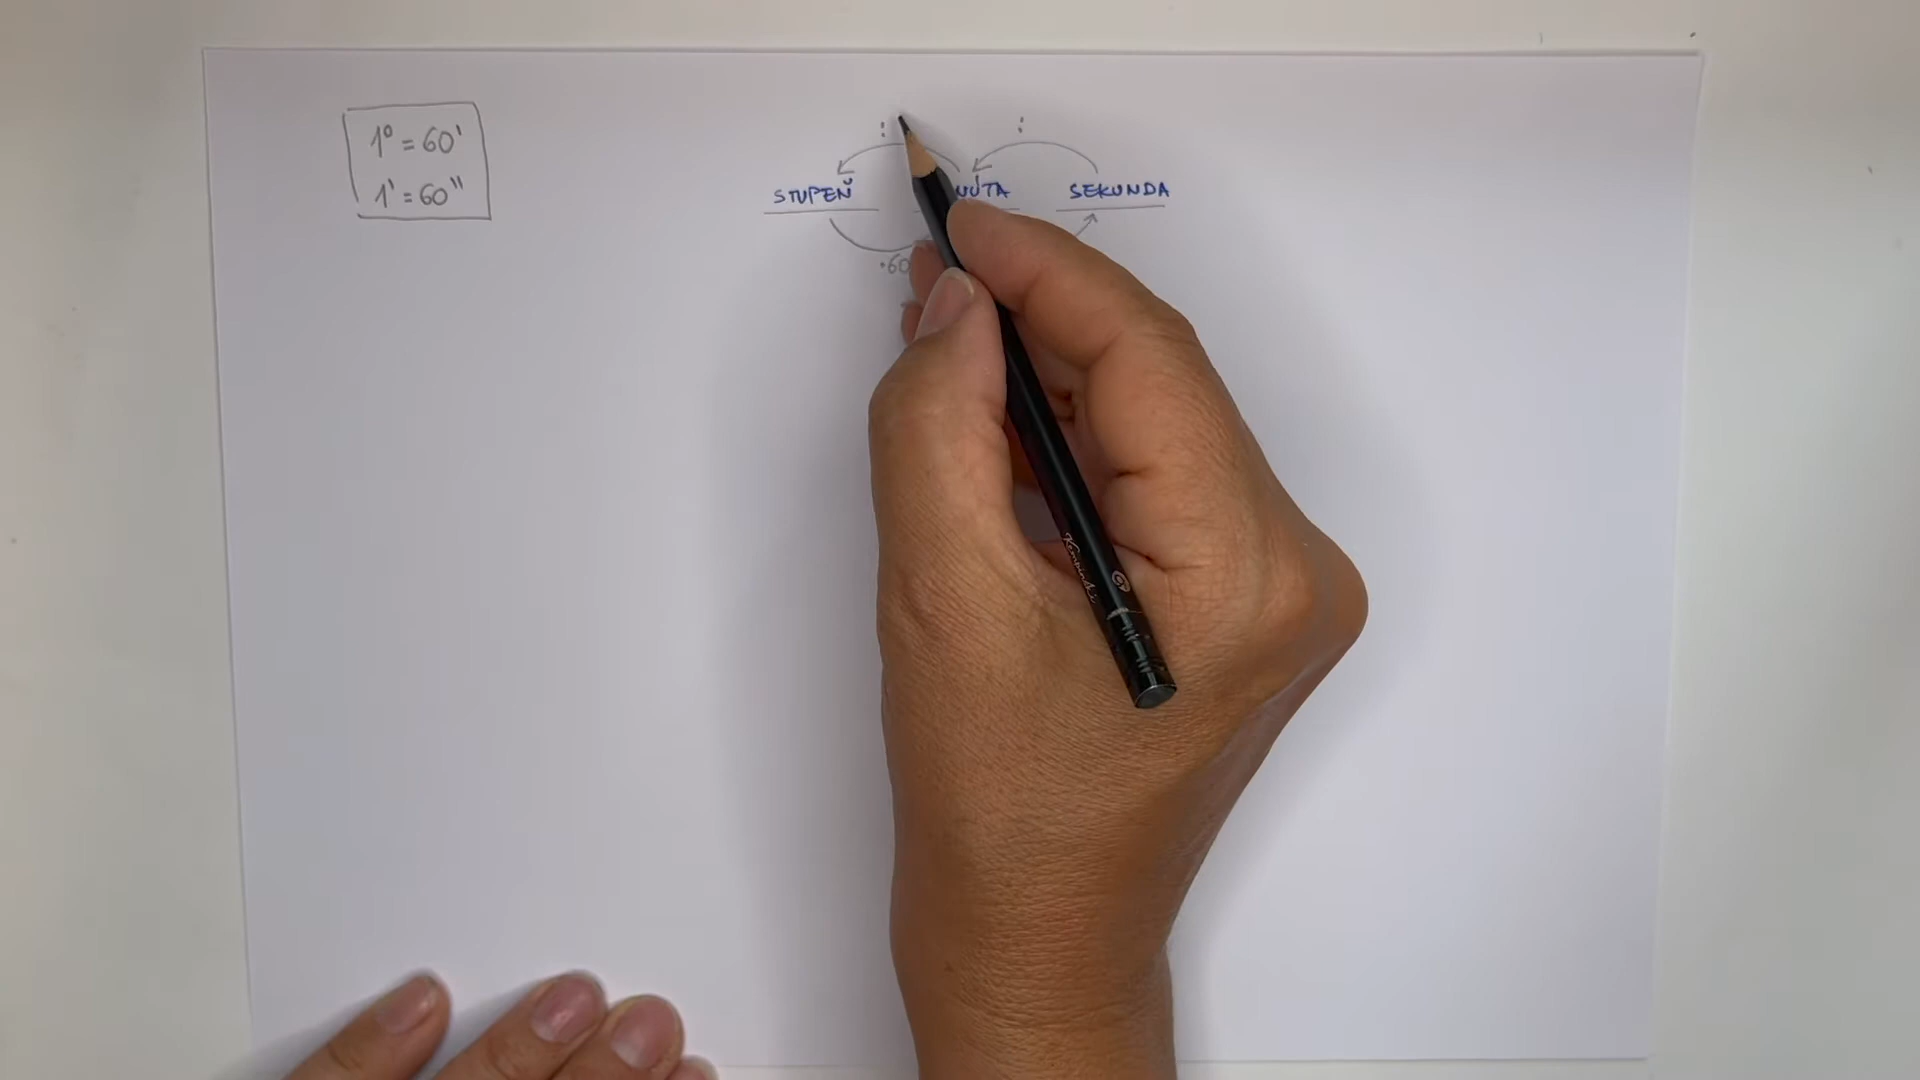 1° = 60'
1' = 60"
: :
STUPEŇ SEKUNDA
·60